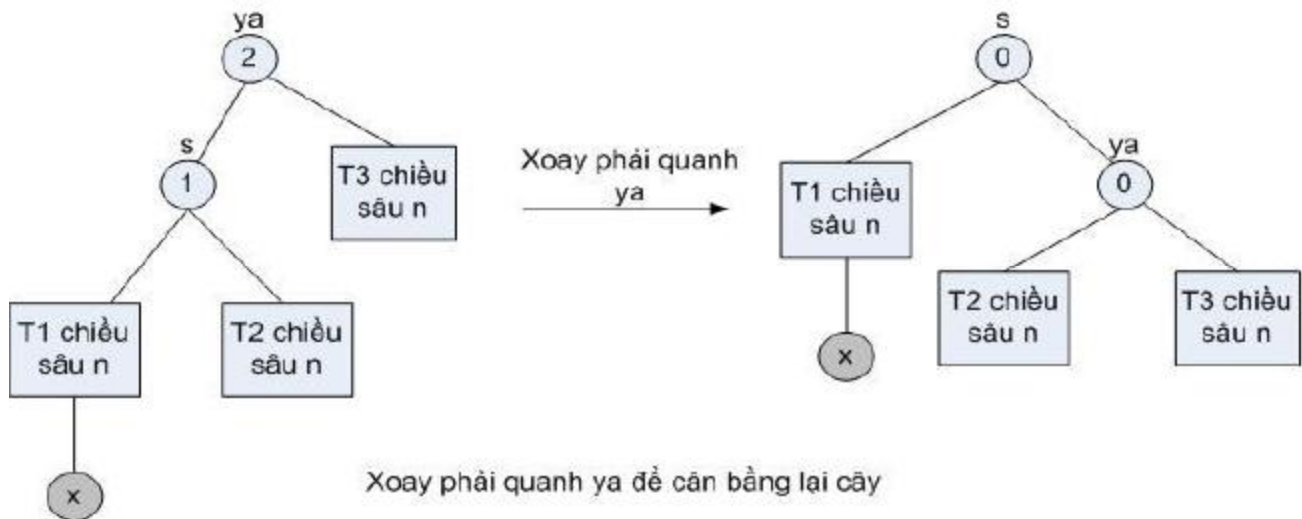 ya
2
s
1
T3 chiều
sâu n
T1 chiều
sâu n
T2 chiều
sâu n
x
Xoay phải quanh
ya
s
0
ya
0
T1 chiều
sâu n
T2 chiều
sâu n
T3 chiều
sâu n
x
Xoay phải quanh ya để cân bằng lại cây